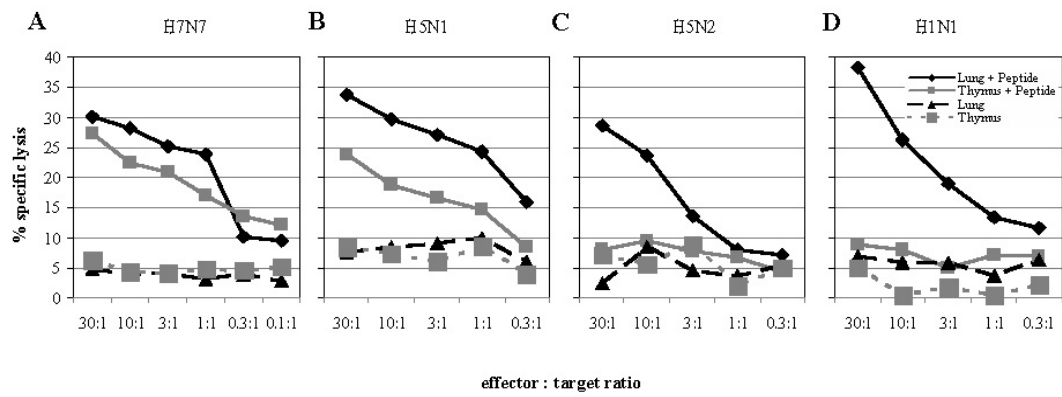 A H7N7 B H5N1 C H5N2 D H1N1
40
35
30
25
20
15
10
5
0
% specific lysis
Lung + Peptide
Thymus + Peptide
Lung
Thymus
30:1 10:1 3:1 1:1 0.3:1 0.1:1 30:1 10:1 3:1 1:1 0.3:1 30:1 10:1 3:1 1:1 0.3:1 30:1 10:1 3:1 1:1 0.3:1
effector : target ratio